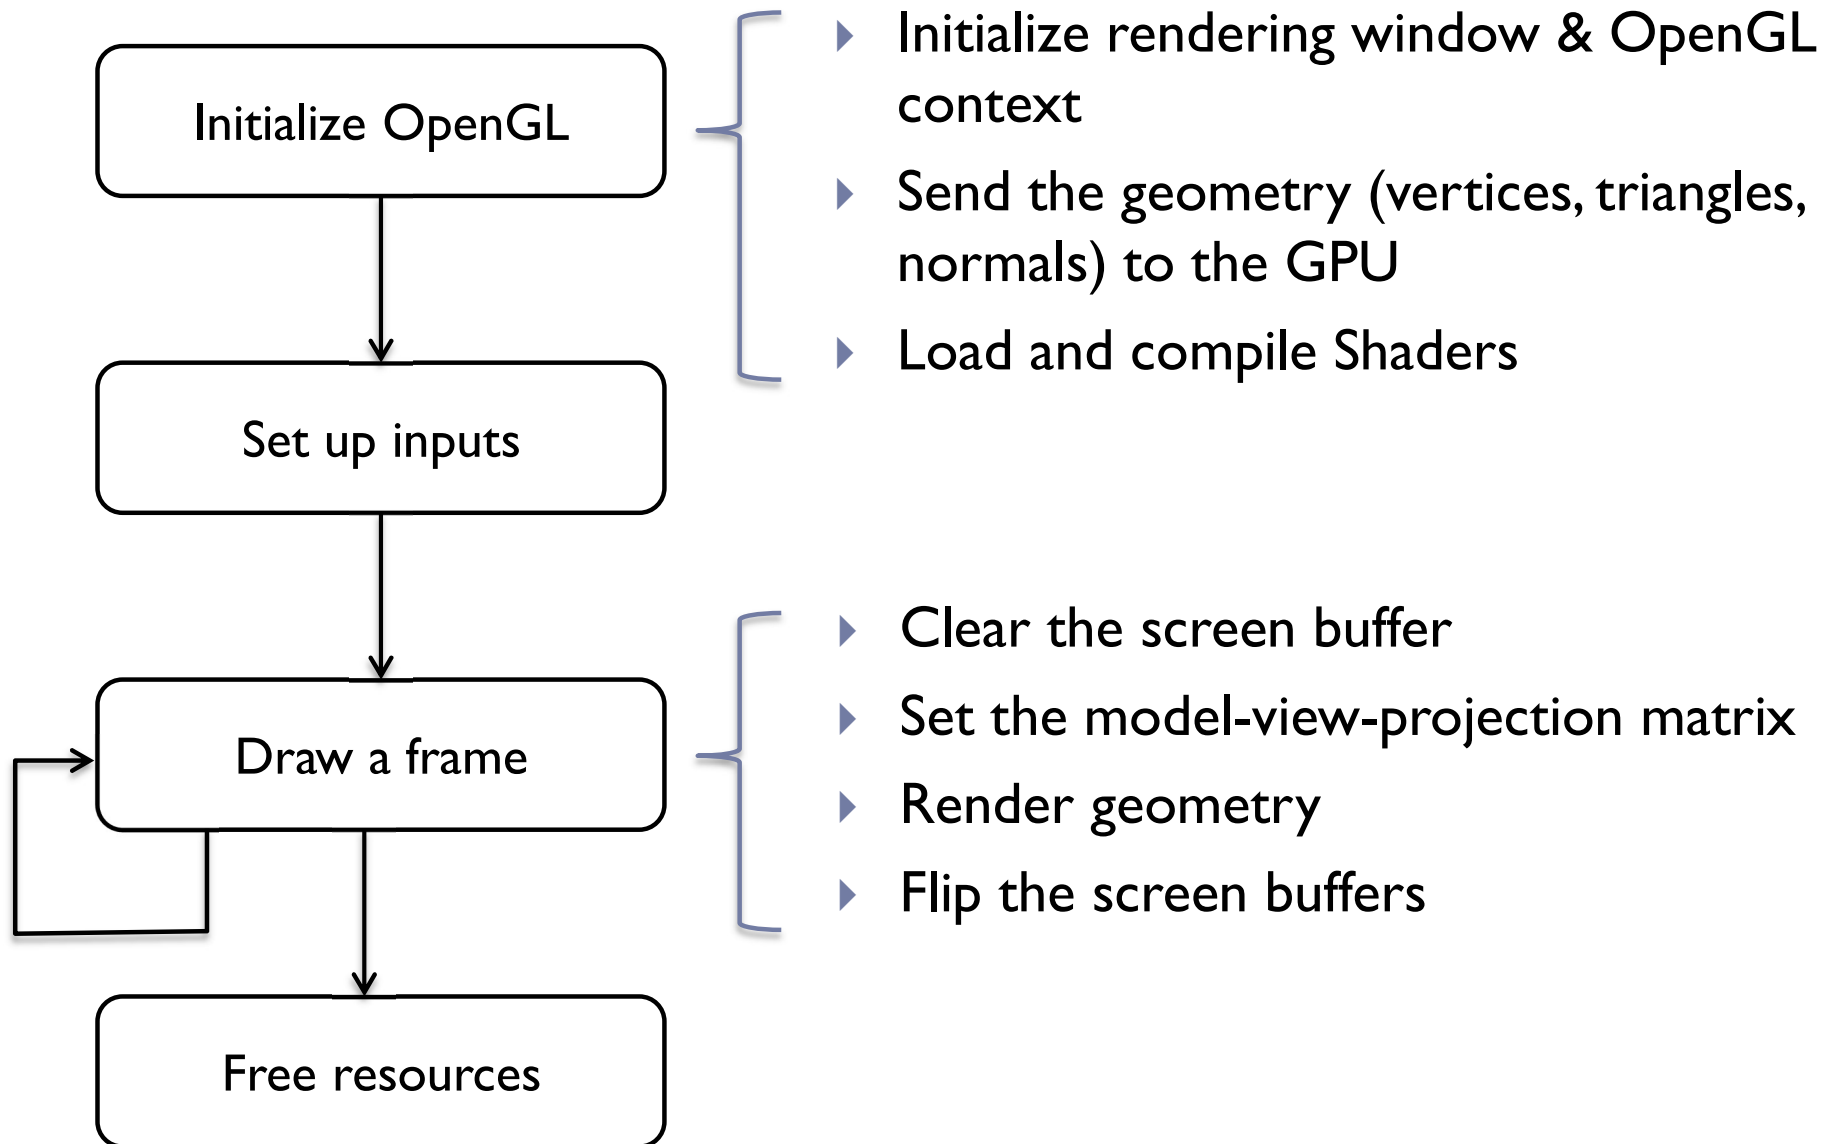 Initialize OpenGL
Initialize rendering window & OpenGL
context
Send the geometry (vertices, triangles,
normals) to the GPU
Load and compile Shaders
Set up inputs
Draw a frame
Clear the screen buffer
Set the model-view-projection matrix
Render geometry
Flip the screen buffers
Free resources